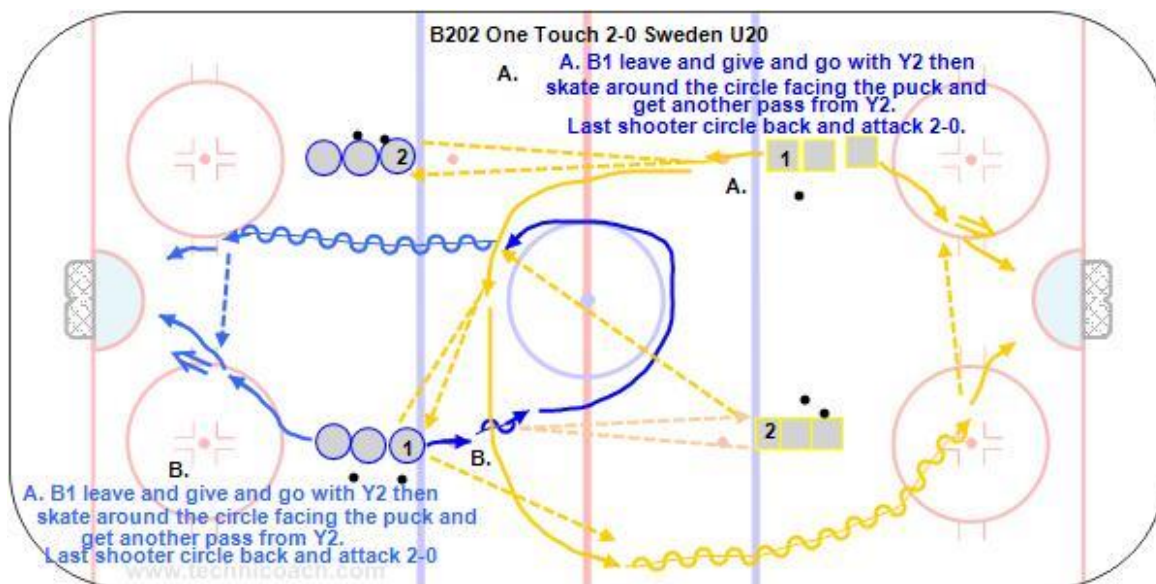 B202 One Touch 2-0 Sweden U20
A.
A. B1 leave and give and go with Y2 then
skate around the circle facing the puck and
get another pass from Y2.
Last shooter circle back and attack 2-0.
2
1
A.
1
2
B.
B.
A. B1 leave and give and go with Y2 then
skate around the circle facing the puck and
get another pass from Y2.
Last shooter circle back and attack 2-0
www.technicoach.com